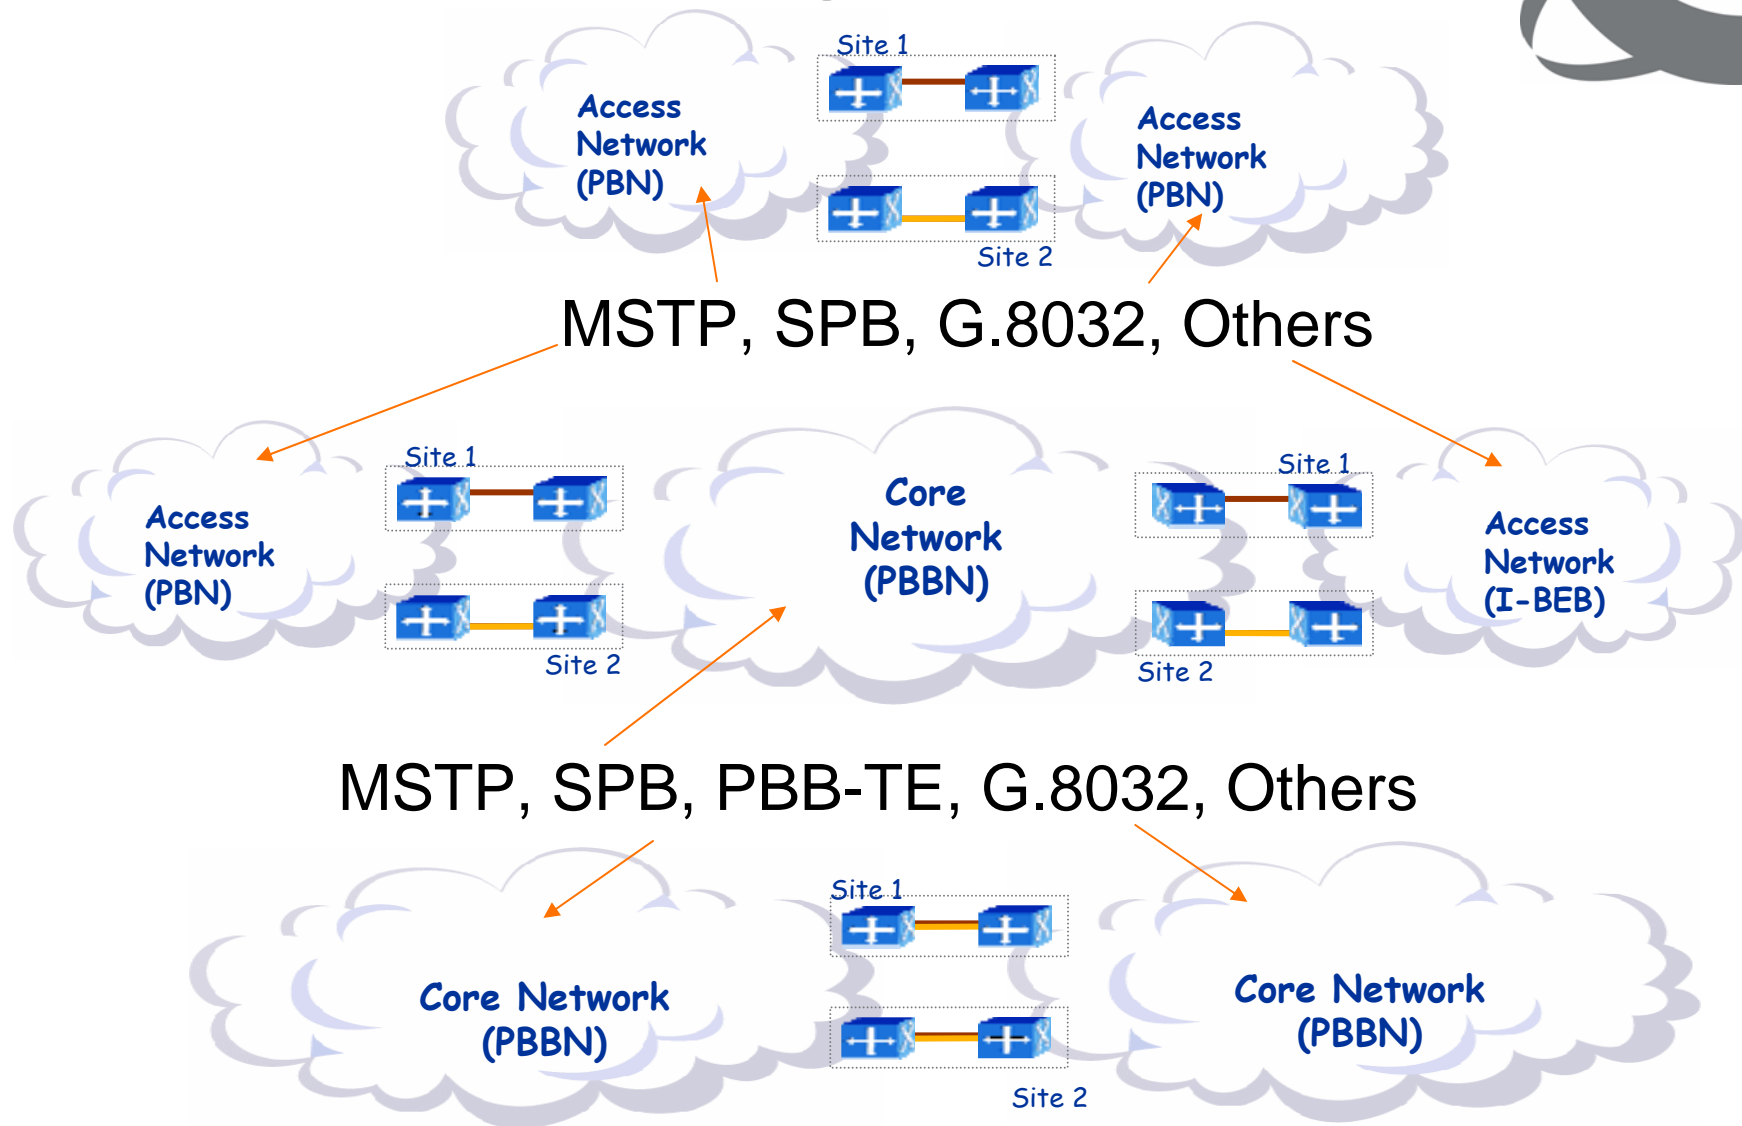 Site 1
Access
Network
(PBN)
Access
Network
(PBN)
Site 2
MSTP, SPB, G.8032, Others
Site 1
Access
Network
(PBN)
Site 2
Core
Network
(PBBN)
Site 1
Access
Network
(I-BEB)
Site 2
MSTP, SPB, PBB-TE, G.8032, Others
Site 1
Core Network
(PBBN)
Core Network
(PBBN)
Site 2